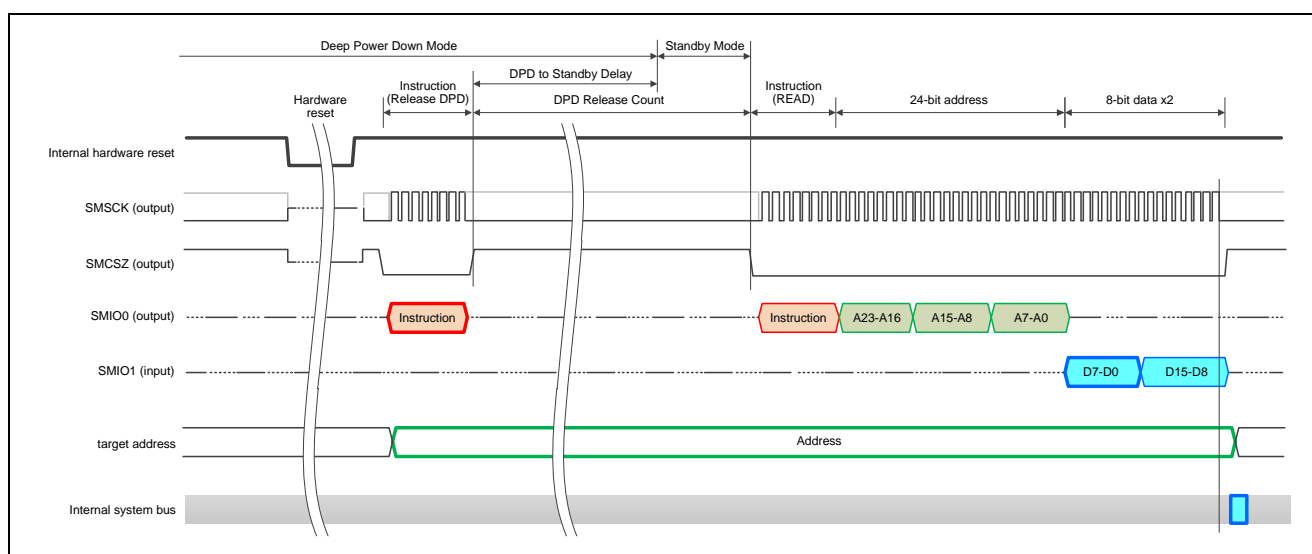 Deep Power Down Mode
Standby Mode
DPD to Standby Delay
Instruction
(Release DPD)
DPD Release Count
Instruction
(READ)
24-bit address
8-bit data x2
Hardware
reset
Internal hardware reset
SMSCK (output)
SMCSZ (output)
SMIO0 (output)
Instruction
Instruction
A23-A16
A15-A8
A7-A0
SMIO1 (input)
D7-D0
D15-D8
target address
Address
Internal system bus